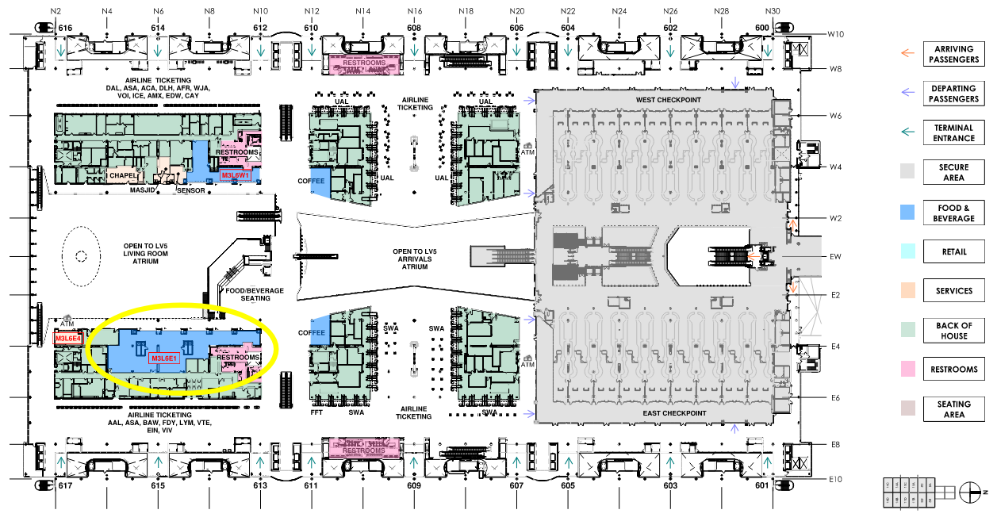 N2 N4 N6 N8 N10 N12 N14 N16 N18 N20 N22 N24 N26 N28 N30
616 614 612 610 608 606 604 602 600
W10
W8
RESTROOMS
AIRLINE TICKETING
DAL, ASA, ACA, DLH, AFR, WJA,
VOI, ICE, AMX, EDW, CAY
UAL
AIRLINE
TICKETING
UAL
WEST CHECKPOINT
W6
RESTROOMS
ATM
CHAPEL
M3L6W1
COFFEE
UAL
UAL
W4
MASJID
SENSOR
W2
OPEN TO LV5
LIVING ROOM
ATRIUM
OPEN TO LV5
ARRIVALS
ATRIUM
EW
FOOD/BEVERAGE
SEATING
E2
ATM
M3L6E4
M3L6E1
RESTROOMS
COFFEE
SWA
SWA
ATM
E4
E6
AIRLINE TICKETING
AAL, ASA, BAW, FDY, LYM, VTE,
EIN, VIV
FFT
SWA
AIRLINE
TICKETING
SWA
EAST CHECKPOINT
RESTROOMS
E8
E10
617 615 613 611 609 607 605 603 601
ARRIVING
PASSENGERS
DEPARTING
PASSENGERS
TERMINAL
ENTRANCE
SECURE
AREA
FOOD &
BEVERAGE
RETAIL
SERVICES
BACK OF
HOUSE
RESTROOMS
SEATING
AREA
N